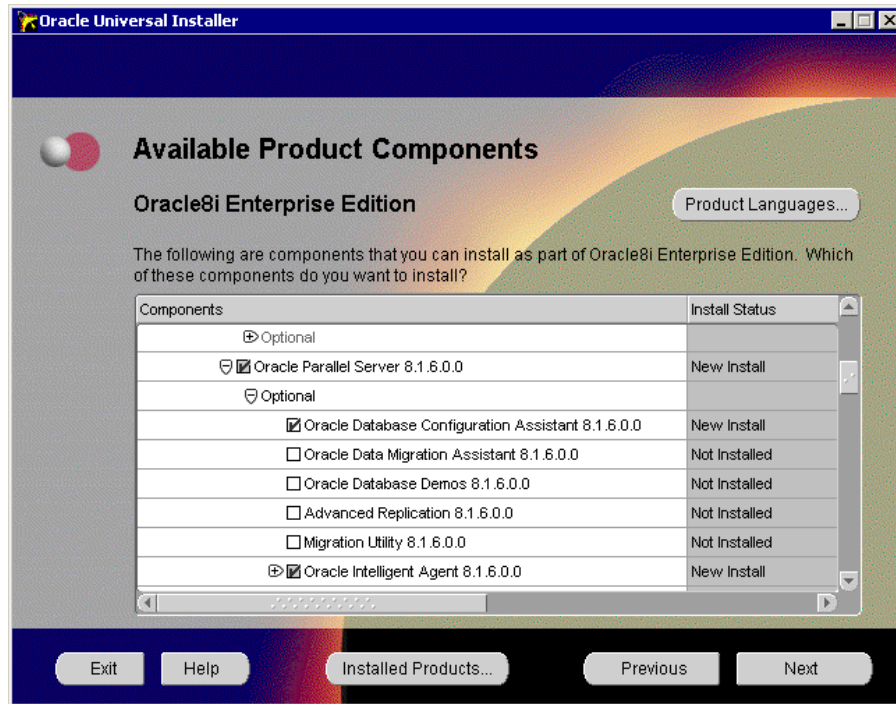 Oracle Universal Installer
Available Product Components
Oracle8i Enterprise Edition
Product Languages...
The following are components that you can install as part of Oracle8i Enterprise Edition. Which
of these components do you want to install?
Components Install Status
Optional
Oracle Parallel Server 8.1.6.0.0 New Install
Optional
Oracle Database Configuration Assistant 8.1.6.0.0 New Install
Oracle Data Migration Assistant 8.1.6.0.0 Not Installed
Oracle Database Demos 8.1.6.0.0 Not Installed
Advanced Replication 8.1.6.0.0 Not Installed
Migration Utility 8.1.6.0.0 Not Installed
Oracle Intelligent Agent 8.1.6.0.0 New Install
Exit Help Installed Products... Previous Next